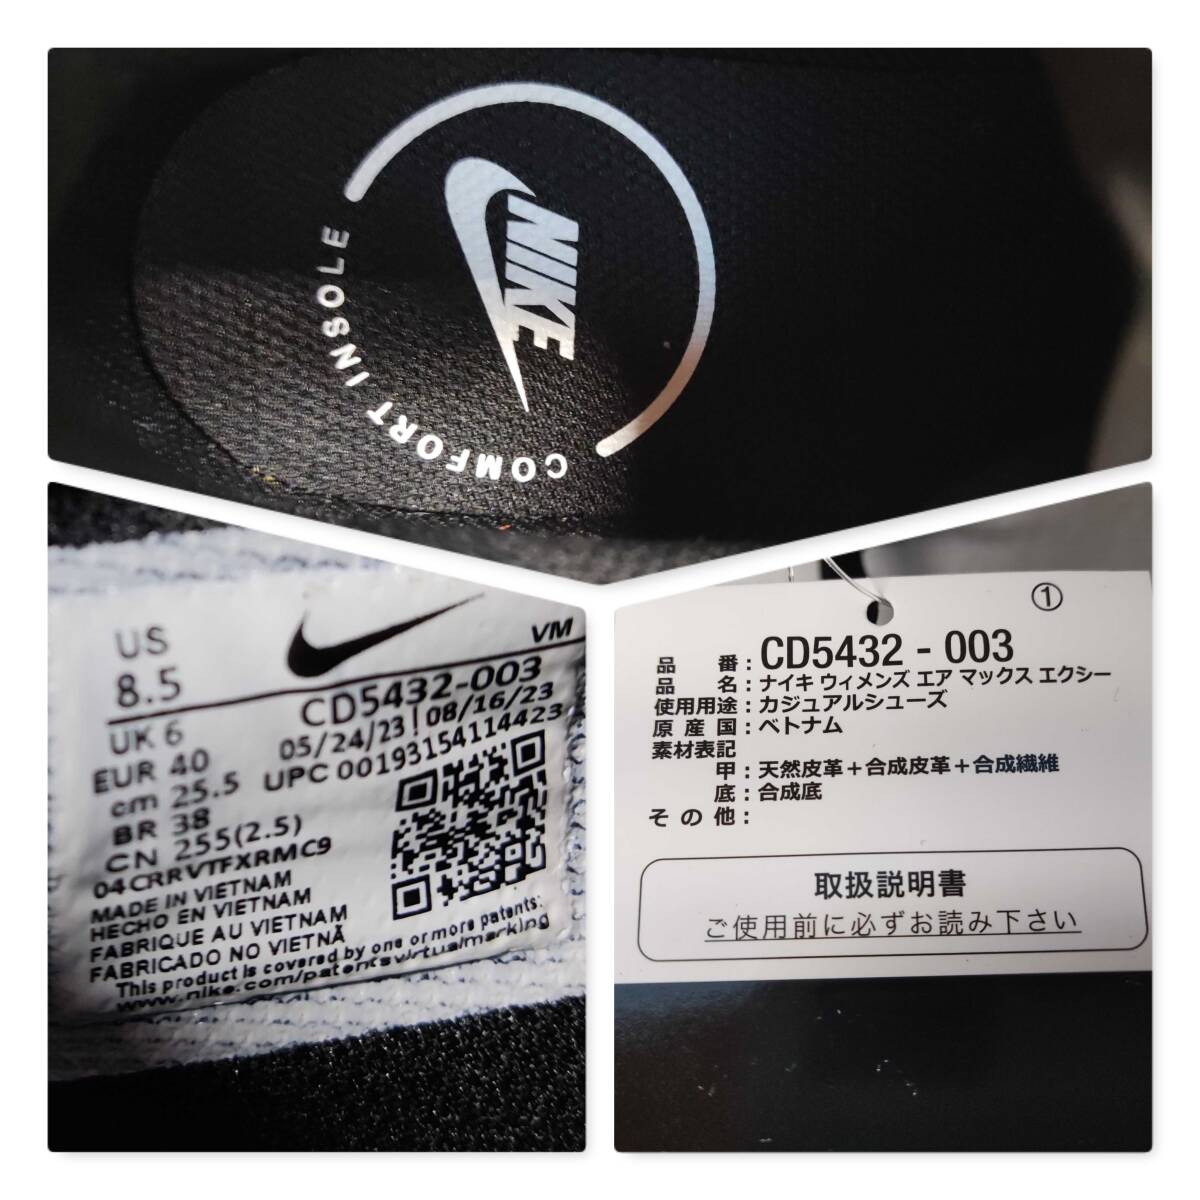 NIKE
COMFORT INSOLE
US
8.5
VM
UK 6
CD5432-003
EUR 40
05/24/23 | 08/16/23
cm 25.5
UPC 00193154114423
BR 38
CN 255(2.5)
04CRRVTFXRMC9
MADE IN VIETNAM
HECHO EN VIETNAM
FABRIQUE AU VIETNAM
FABRICADO NO VIETNÃ
This product is covered by one or more patents:
www.nike.com/patentsvirtualmarking
①
品 番：CD5432 - 003
品 名：ナイキ ウィメンズ エア マックス エクシー
使用用途：カジュアルシューズ
原 産 国：ベトナム
素材表記
甲：天然皮革＋合成皮革＋合成繊維
底：合成底
そ の 他：
取扱説明書
ご使用前に必ずお読み下さい